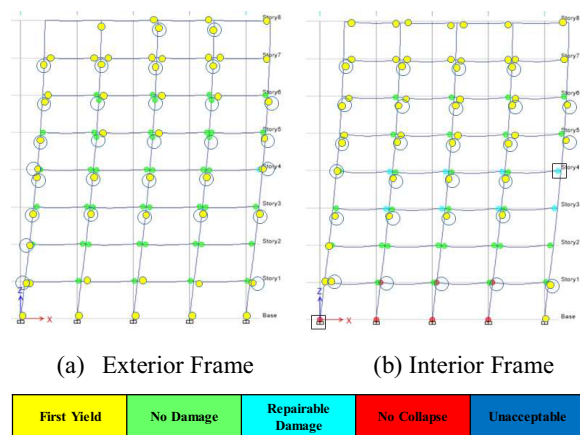 Story8
Story7
Story6
Story5
Story4
Story3
Story2
Story1
Z
X
Base
Story8
Story7
Story6
Story5
Story4
Story3
Story2
Story1
Z
X
Base
(a) Exterior Frame
(b) Interior Frame
First Yield
No Damage
Repairable
Damage
No Collapse
Unacceptable